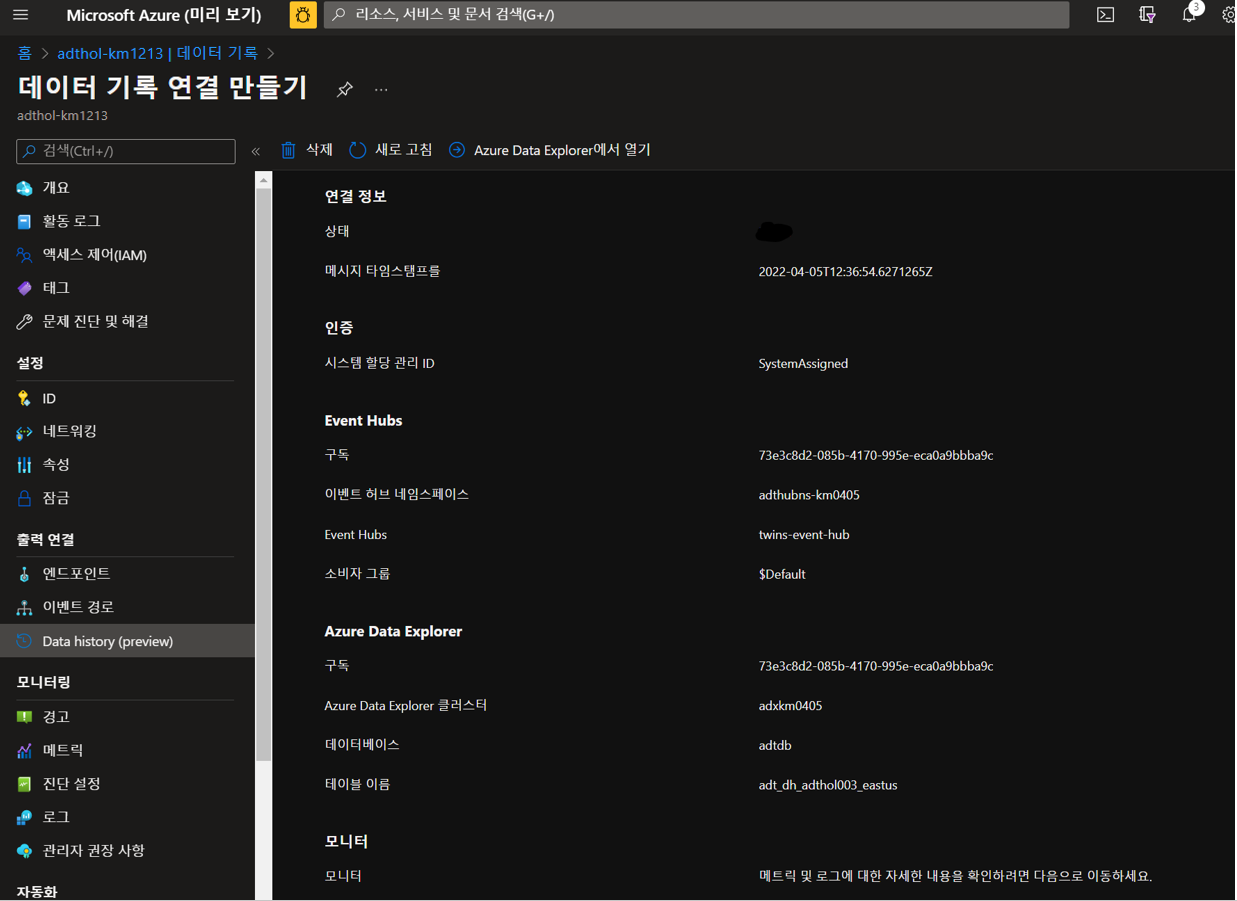 Microsoft Azure (미리 보기)
리소스, 서비스 및 문서 검색(G+/)
3
홈 > adthol-km1213 | 데이터 기록 >
데이터 기록 연결 만들기
...
adthol-km1213
검색(Ctrl+/)
«
삭제
새로 고침
Azure Data Explorer에서 열기
개요
활동 로그
액세스 제어(IAM)
태그
문제 진단 및 해결
설정
ID
네트워킹
속성
잠금
출력 연결
엔드포인트
이벤트 경로
Data history (preview)
모니터링
경고
메트릭
진단 설정
로그
관리자 권장 사항
자동화
연결 정보
상태
메시지 타임스탬프를 2022-04-05T12:36:54.6271265Z
인증
시스템 할당 관리 ID SystemAssigned
Event Hubs
구독 73e3c8d2-085b-4170-995e-eca0a9bbba9c
이벤트 허브 네임스페이스 adthubns-km0405
Event Hubs twins-event-hub
소비자 그룹 $Default
Azure Data Explorer
구독 73e3c8d2-085b-4170-995e-eca0a9bbba9c
Azure Data Explorer 클러스터 adxkm0405
데이터베이스 adtdb
테이블 이름 adt_dh_adthol003_eastus
모니터
모니터 메트릭 및 로그에 대한 자세한 내용을 확인하려면 다음으로 이동하세요.